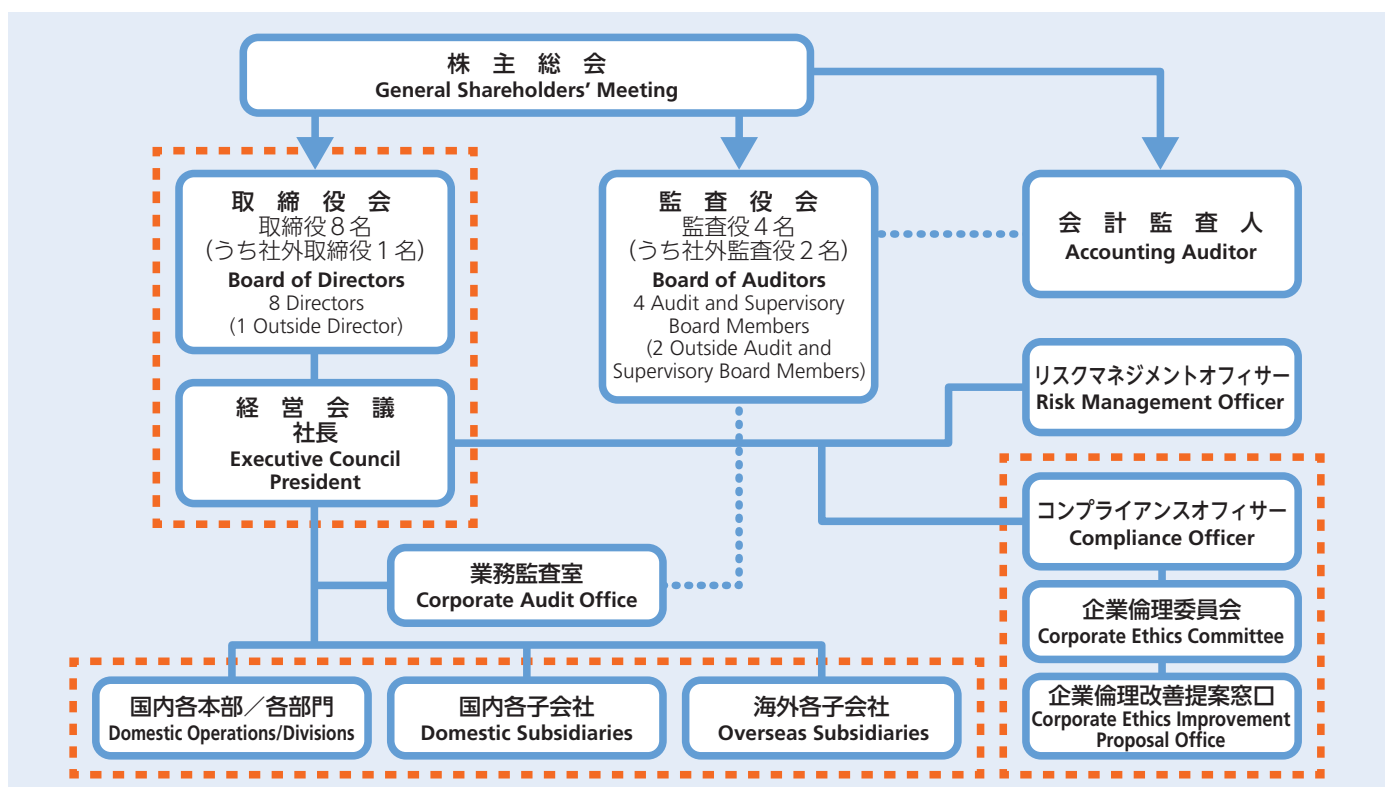 株 主 総 会
General Shareholders’ Meeting
取 締 役 会
取締役8名
(うち社外取締役1名)
Board of Directors
8 Directors
(1 Outside Director)
監 査 役 会
監査役4名
(うち社外監査役2名)
Board of Auditors
4 Audit and Supervisory
Board Members
(2 Outside Audit and
Supervisory Board Members)
会 計 監 査 人
Accounting Auditor
経 営 会 議
社長
Executive Council
President
リスクマネジメントオフィサー
Risk Management Officer
コンプライアンスオフィサー
Compliance Officer
業務監査室
Corporate Audit Office
企業倫理委員会
Corporate Ethics Committee
国内各本部/各部門
Domestic Operations/Divisions
国内各子会社
Domestic Subsidiaries
海外各子会社
Overseas Subsidiaries
企業倫理改善提案窓口
Corporate Ethics Improvement
Proposal Office